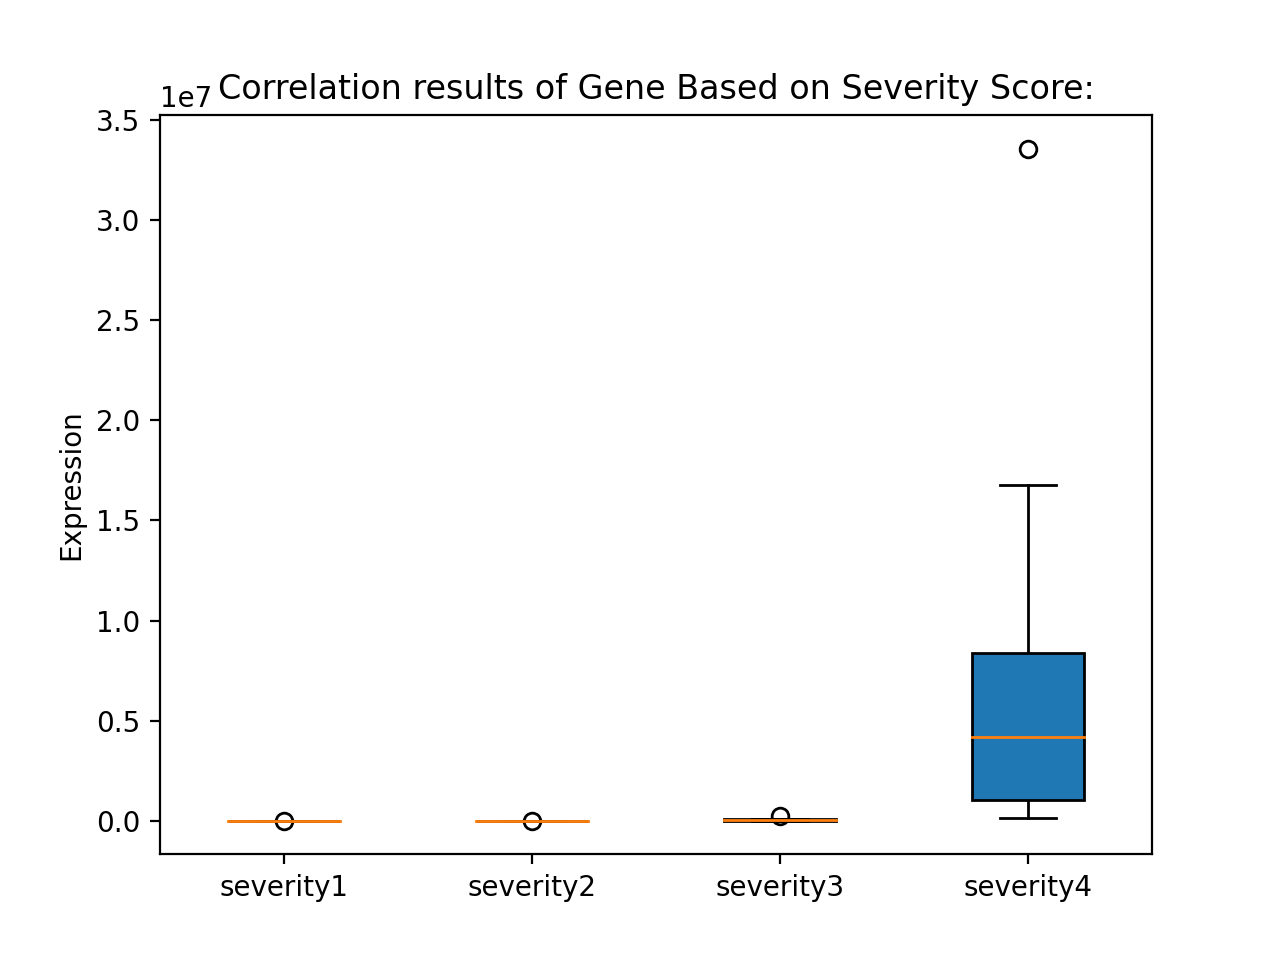 Correlation results of Gene Based on Severity Score:
1e7
3.5
3.0
2.5
2.0
1.5
1.0
0.5
0.0
Expression
severity1
severity2
severity3
severity4